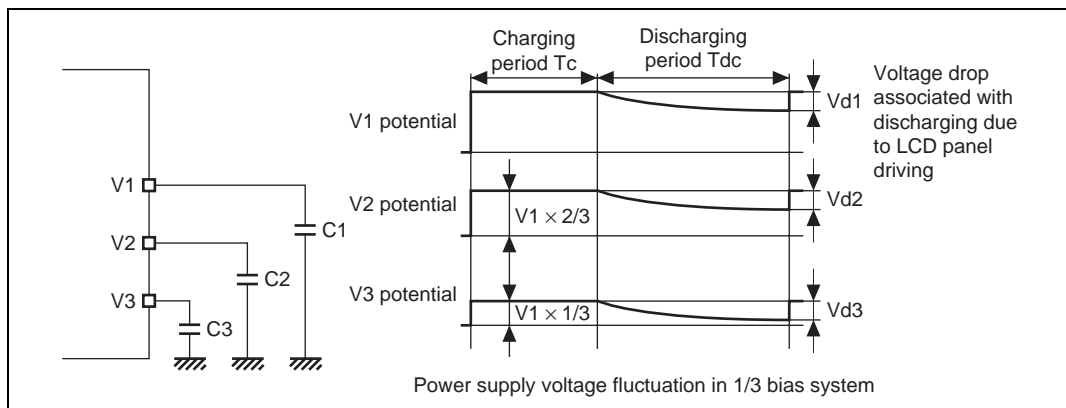 Charging
period Tc
Discharging
period Tdc
Voltage drop
associated with
discharging due
to LCD panel
driving
V1 potential
Vd1
V1
V2 potential
V1 × 2/3
Vd2
C1
V2
C2
V3
V3 potential
V1 × 1/3
Vd3
C3
Power supply voltage fluctuation in 1/3 bias system